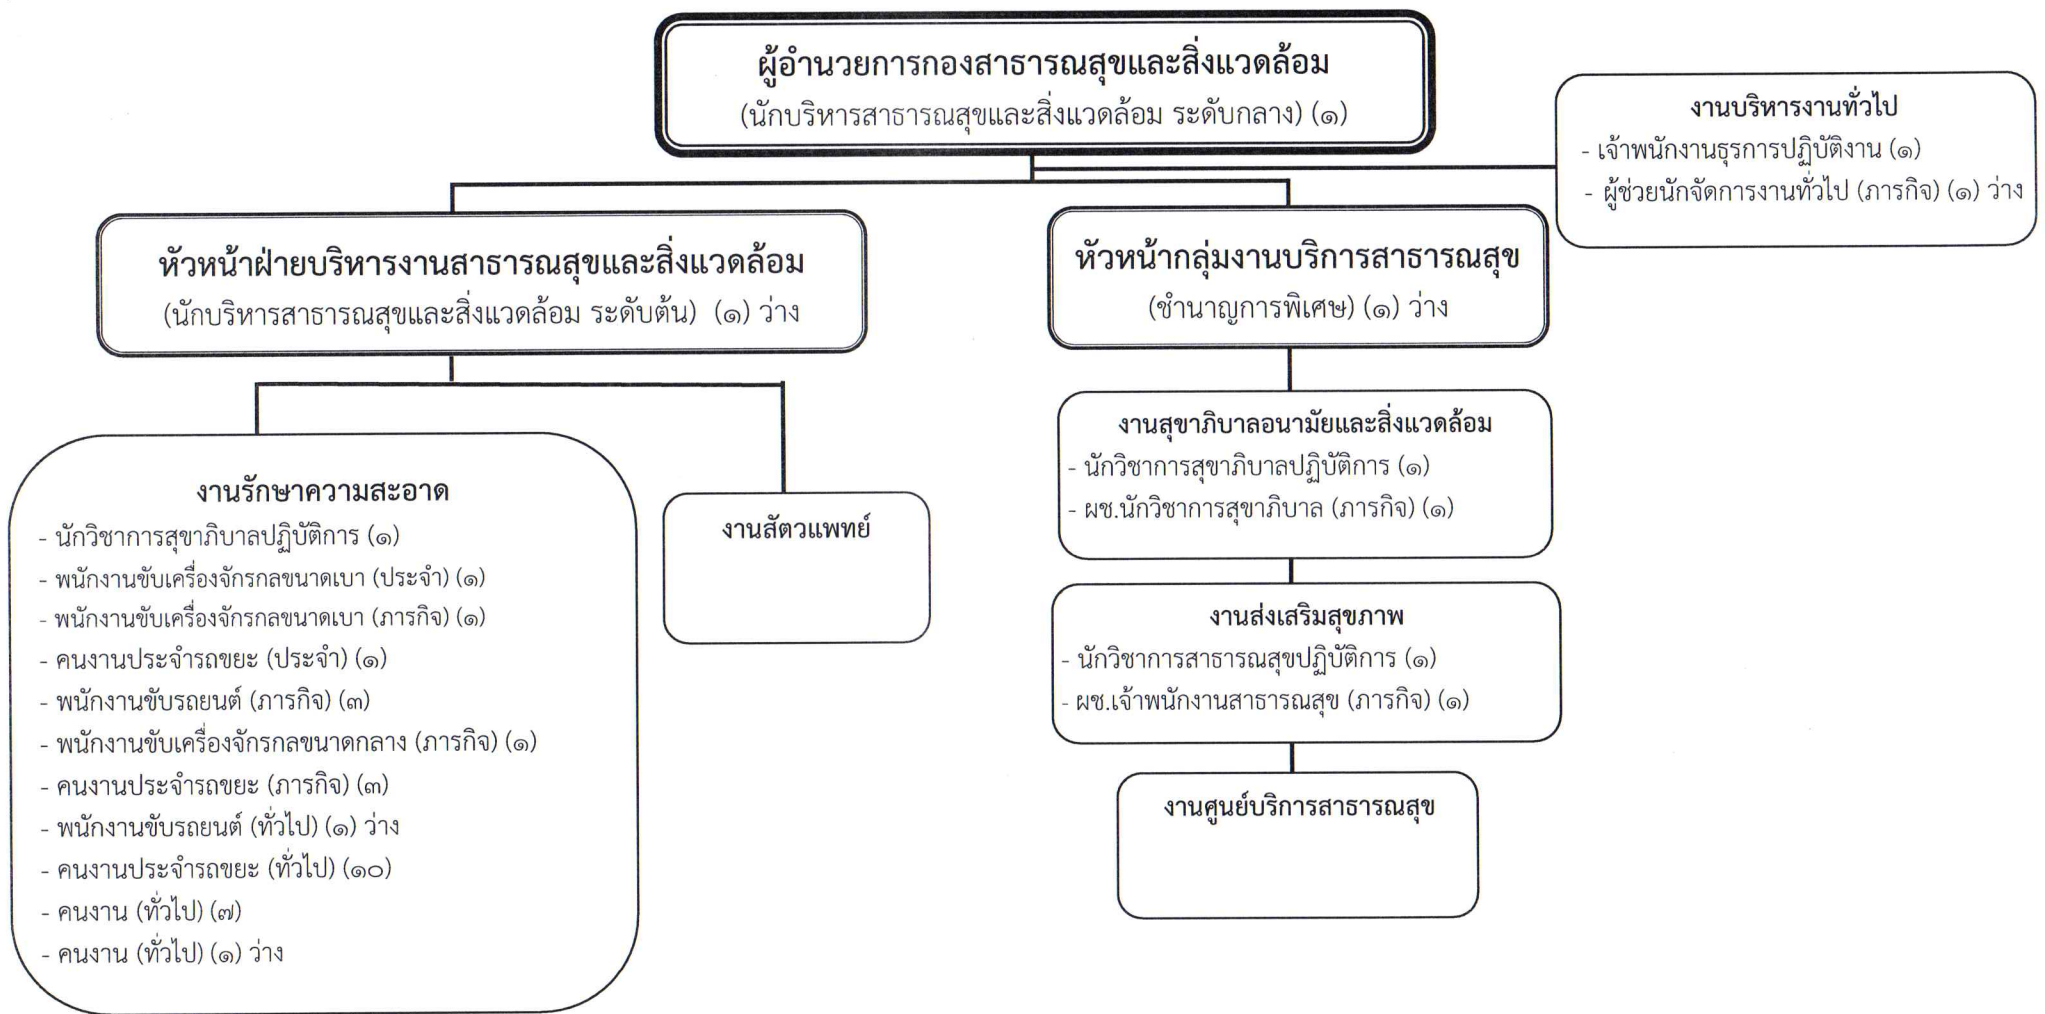 ผู้อำนวยการกองสาธารณสุขและสิ่งแวดล้อม
(นักบริหารสาธารณสุขและสิ่งแวดล้อม ระดับกลาง) (๑)
งานบริหารงานทั่วไป
- เจ้าพนักงานธุรการปฏิบัติงาน (๑)
- ผู้ช่วยนักจัดการงานทั่วไป (ภารกิจ) (๑) ว่าง
หัวหน้าฝ่ายบริหารงานสาธารณสุขและสิ่งแวดล้อม
(นักบริหารสาธารณสุขและสิ่งแวดล้อม ระดับต้น) (๑) ว่าง
งานรักษาความสะอาด
- นักวิชาการสุขาภิบาลปฏิบัติการ (๑)
- พนักงานขับเครื่องจักรกลขนาดเบา (ประจำ) (๑)
- พนักงานขับเครื่องจักรกลขนาดเบา (ภารกิจ) (๑)
- คนงานประจำรถขยะ (ประจำ) (๑)
- พนักงานขับรถยนต์ (ภารกิจ) (๓)
- พนักงานขับเครื่องจักรกลขนาดกลาง (ภารกิจ) (๑)
- คนงานประจำรถขยะ (ภารกิจ) (๓)
- พนักงานขับรถยนต์ (ทั่วไป) (๑) ว่าง
- คนงานประจำรถขยะ (ทั่วไป) (๑๐)
- คนงาน (ทั่วไป) (๗)
- คนงาน (ทั่วไป) (๑) ว่าง
งานสัตวแพทย์
หัวหน้ากลุ่มงานบริการสาธารณสุข
(ชำนาญการพิเศษ) (๑) ว่าง
งานสุขาภิบาลอนามัยและสิ่งแวดล้อม
- นักวิชาการสุขาภิบาลปฏิบัติการ (๑)
- ผช.นักวิชาการสุขาภิบาล (ภารกิจ) (๑)
งานส่งเสริมสุขภาพ
- นักวิชาการสาธารณสุขปฏิบัติการ (๑)
- ผช.เจ้าพนักงานสาธารณสุข (ภารกิจ) (๑)
งานศูนย์บริการสาธารณสุข